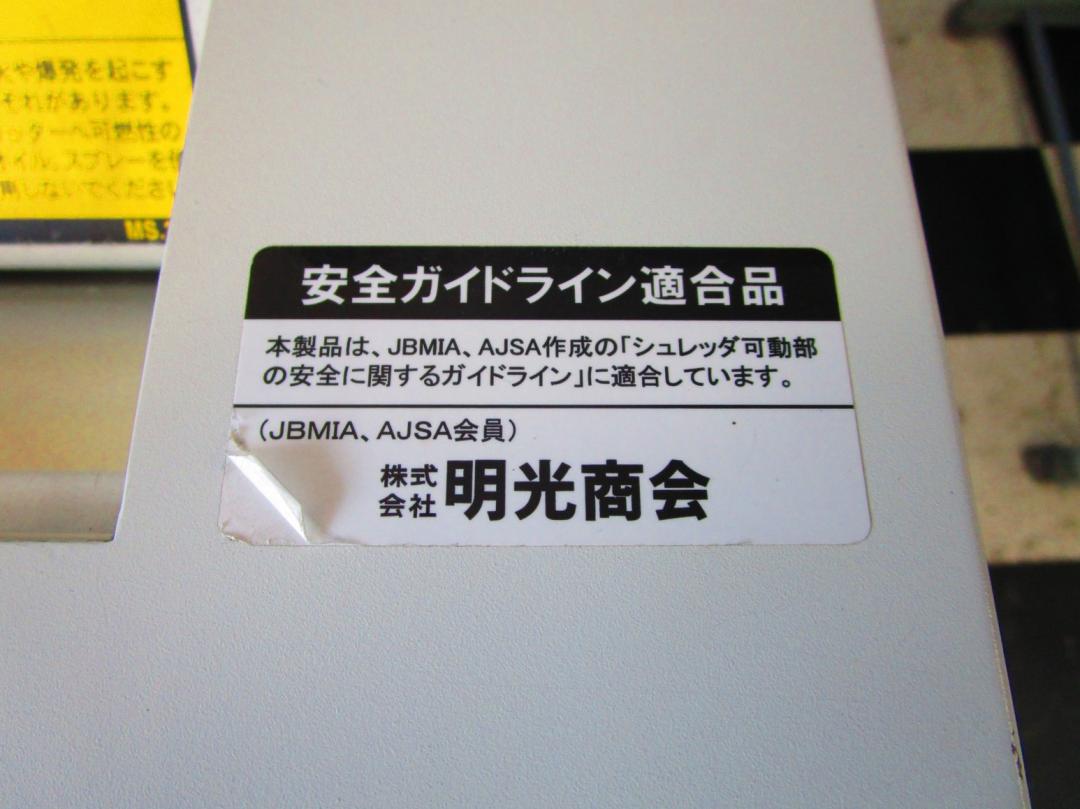 や爆発を起こす
それがあります。
ッターへ可燃性の
オイル、スプレーを
用しないでくださ
MS.
安全ガイドライン適合品
本製品は、JBMIA、AJSA作成の「シュレッダ可動部
の安全に関するガイドライン」に適合しています。
(JBMIA、AJSA会員)
株式
会社 明光商会